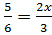 5/6 = 2x/3